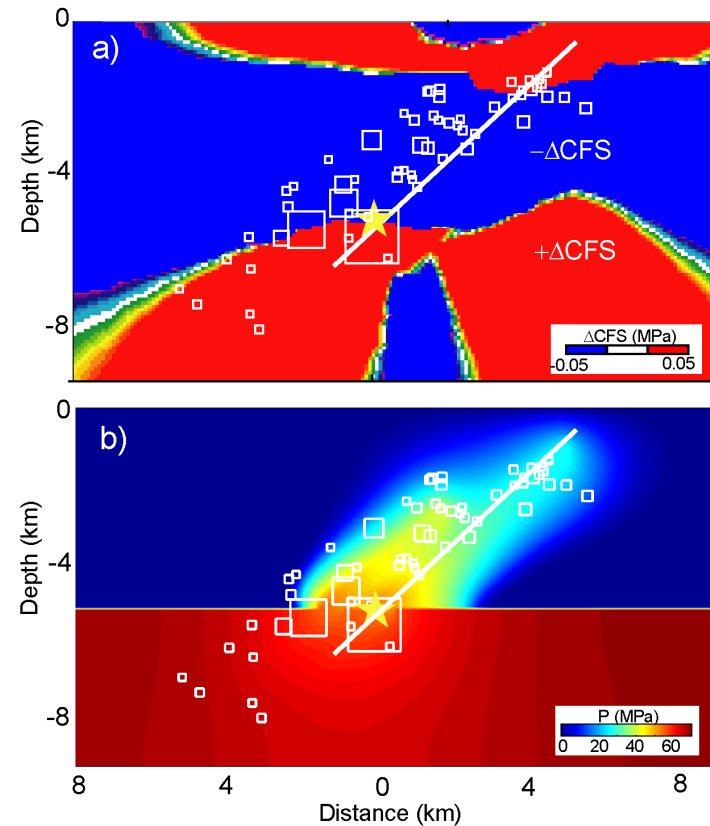 0
a)
-4
Depth (km)
−ΔCFS
+ΔCFS
-8
ΔCFS (MPa)
-0.05 0.05
0
b)
-4
Depth (km)
-8
P (MPa)
0 20 40 60
8 4 0 4 8
Distance (km)